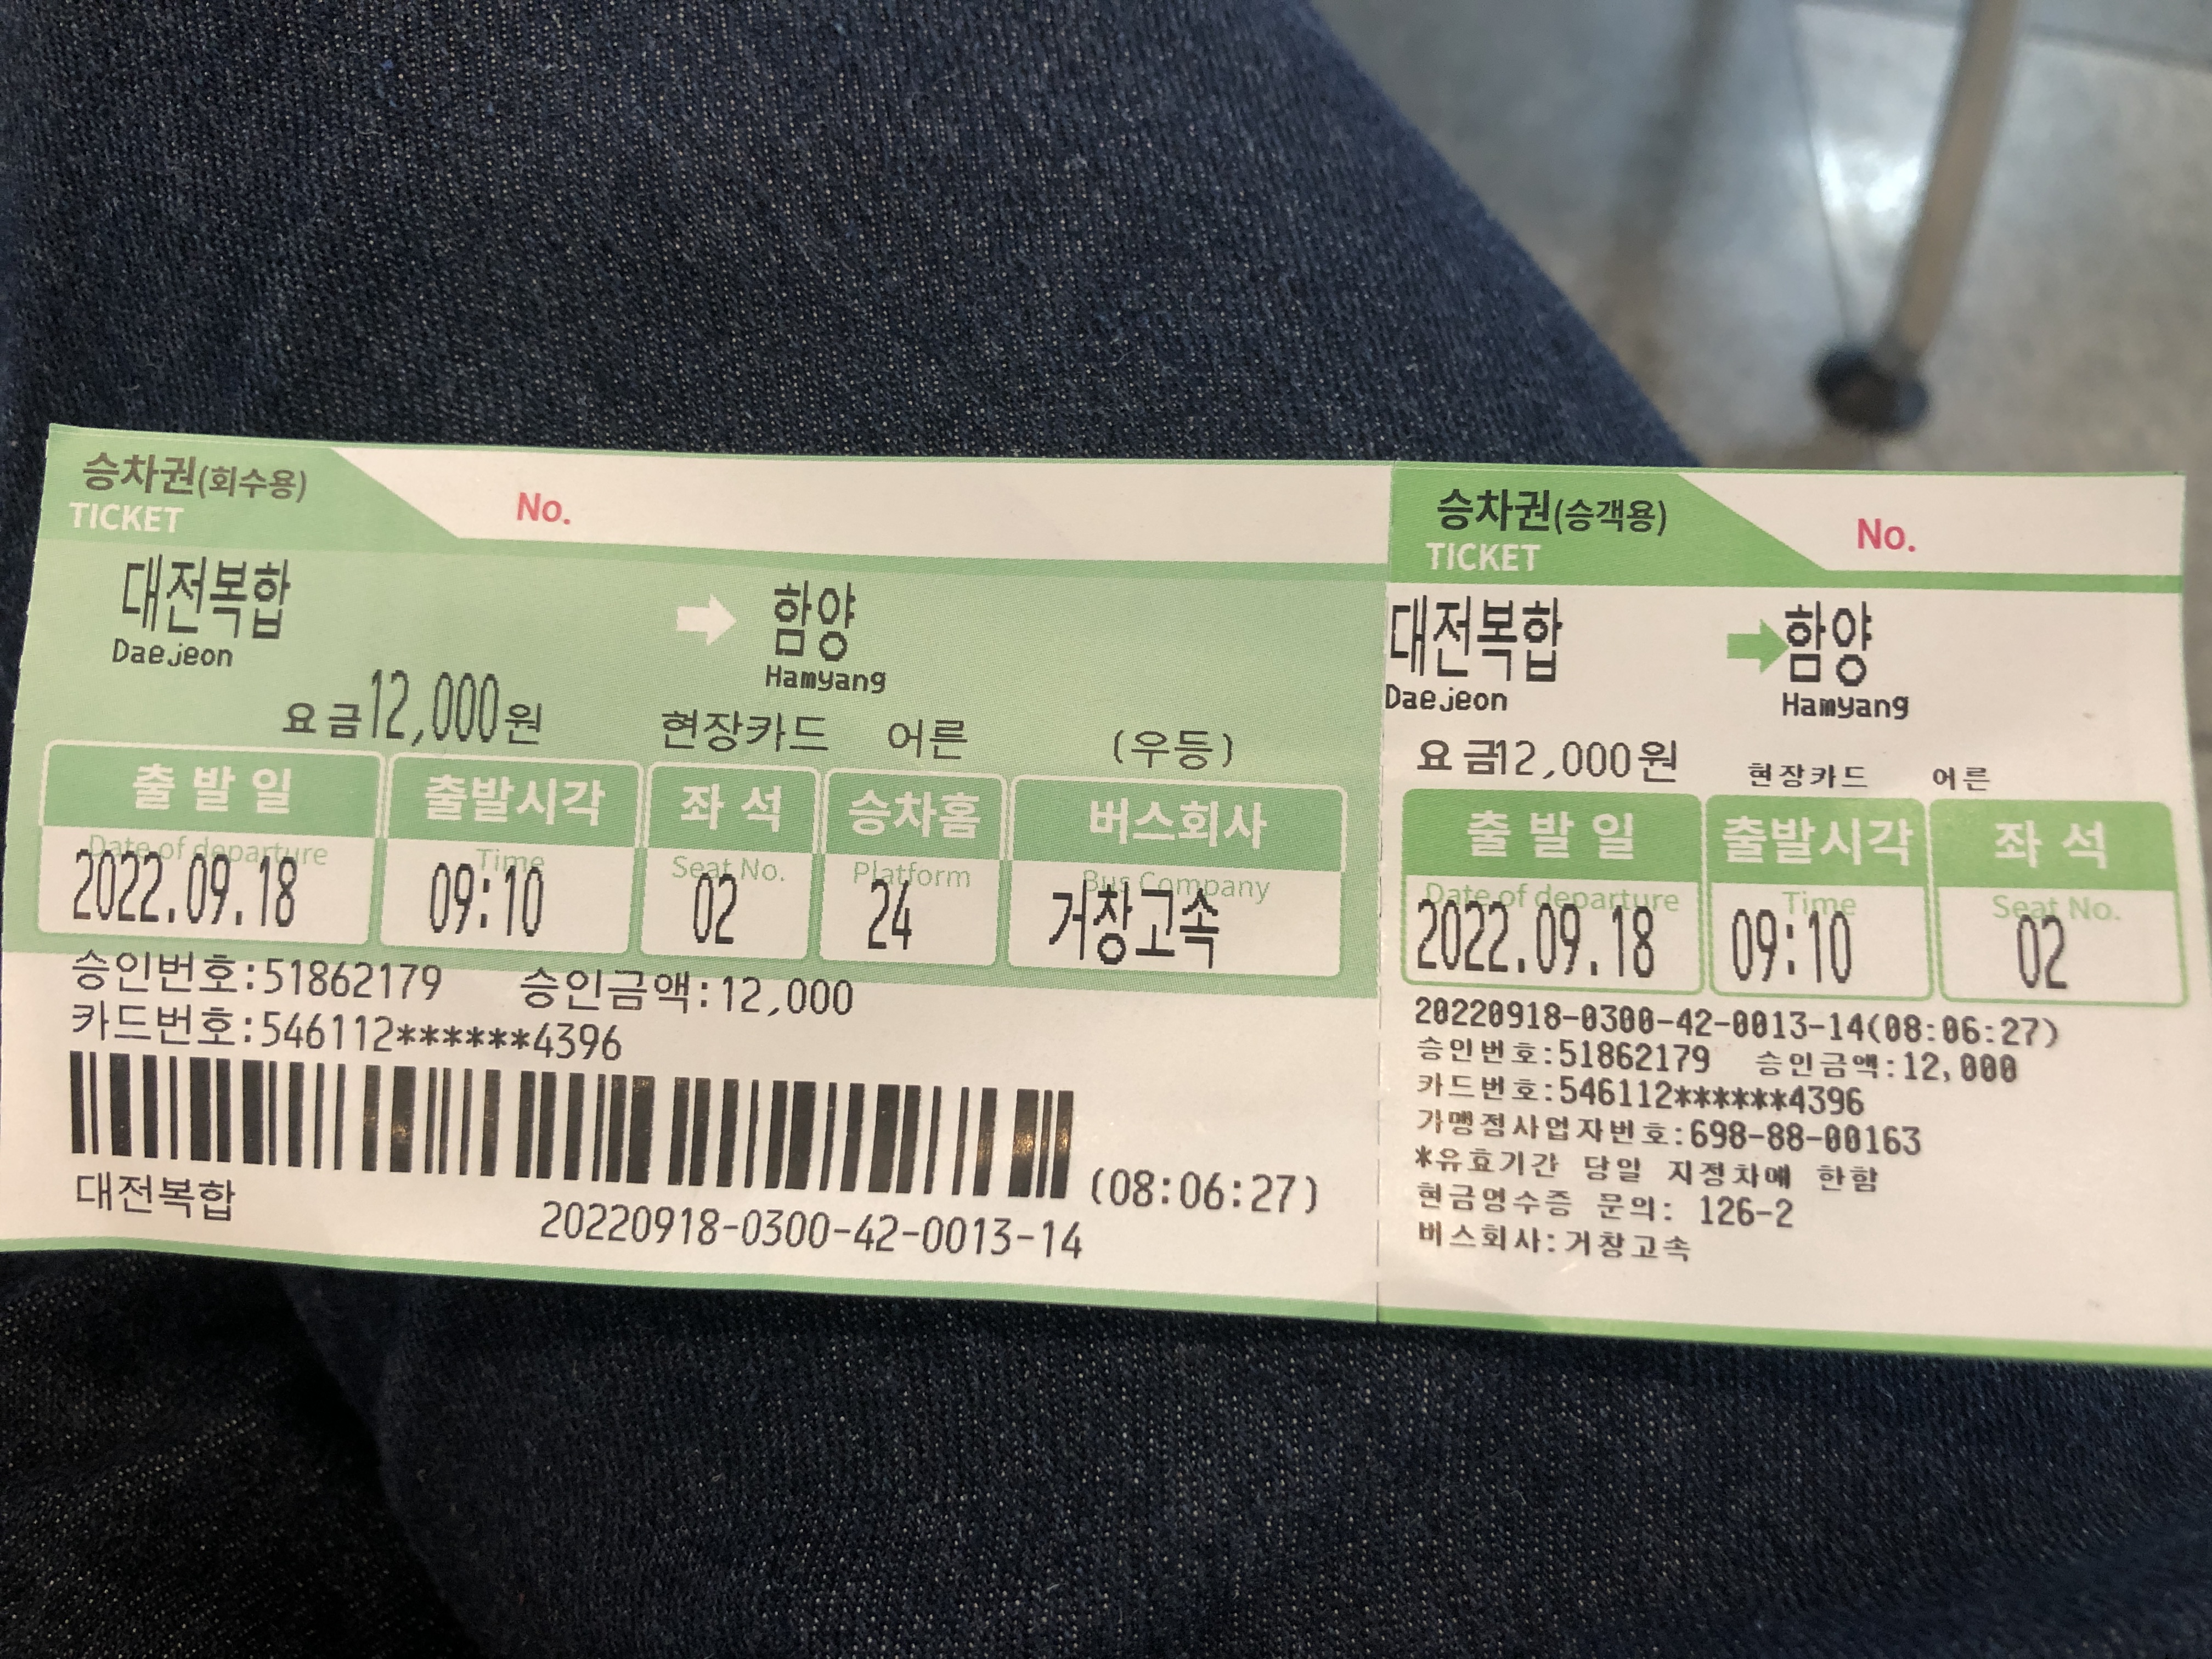 승차권(회수용)
TICKET
No.
대전복합
Daejeon
함양
Hamyang
요 금12,000원 현장카드 어른 (우등)
출 발 일 출발시각 좌 석 승차홈 버스회사
Date of departure Time Seat No. Platform Bus Company
2022.09.18 09:10 02 24 거창고속
승인번호:51862179 승인금액:12,000
카드번호:546112******4396
(08:06:27)
대전복합 20220918-0300-42-0013-14
승차권(승객용)
TICKET
No.
대전복합
Daejeon
함양
Hamyang
요 금12,000원 현장카드 어른
출 발 일 출발시각 좌 석
Date of departure Time Seat No.
2022.09.18 09:10 02
20220918-0300-42-0013-14(08:06:27)
승인번호:51862179 승인금액:12,000
카드번호:546112******4396
가맹점사업자번호:698-88-00163
*유효기간 당일 지정차에 한함
현금영수증 문의: 126-2
버스회사:거창고속